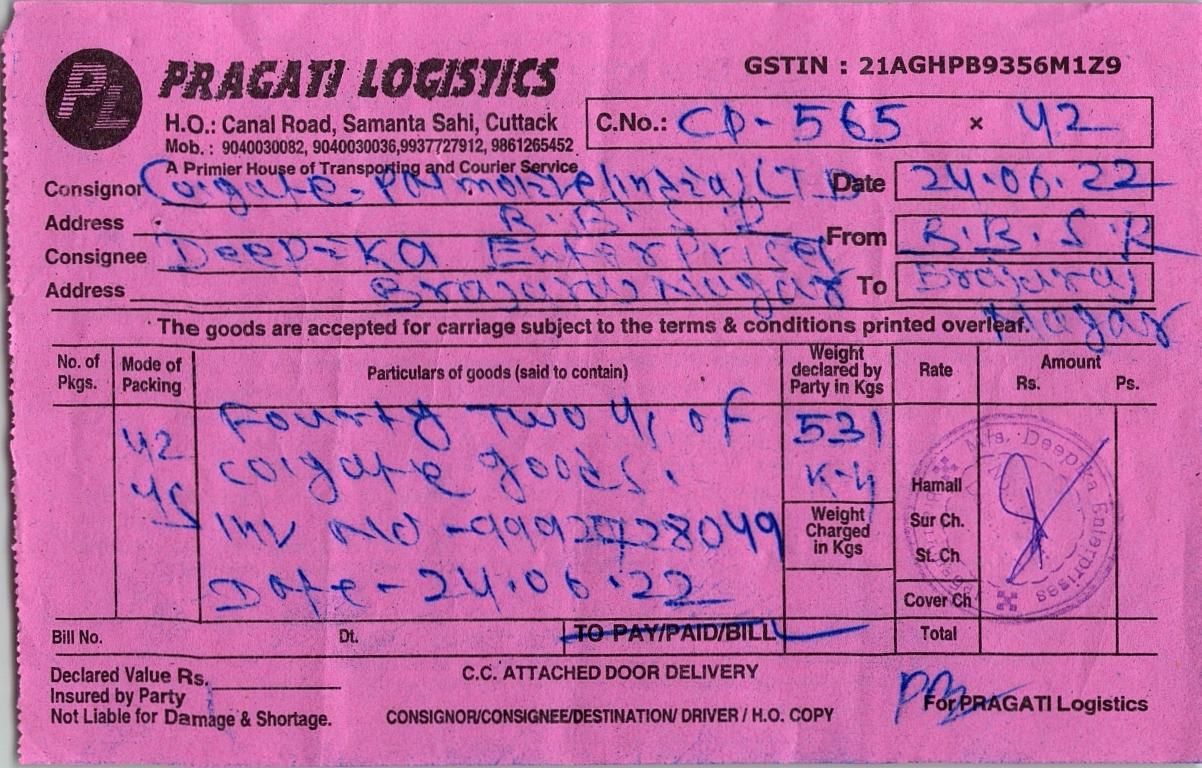 PL PRAGATI LOGISTICS
GSTIN : 21AGHPB9356M1Z9
H.O.: Canal Road, Samanta Sahi, Cuttack
Mob. : 9040030082, 9040030036,9937727912, 9861265452
A Primier House of Transporting and Courier Service
C.No.: CP-565 x 42
Consignor Colgate-Palmolive(India)LTD
Date 24.06.22
Address B.B.S.R
Consignee Deepika Enterprises
From B.B.S.R
Address Brajaraj Nagar
To Brajaraj Nagar
The goods are accepted for carriage subject to the terms & conditions printed overleaf.
No. of Pkgs. Mode of Packing Particulars of goods (said to contain) Weight declared by Party in Kgs Rate Amount Rs. Ps.
42
Fourty Two of
colgate goods.
531
K.g
Inv No -
Date - 24.06.22
Weight Charged in Kgs
Hamall
Sur Ch.
St. Ch
Cover Ch
M/s. Deepika Enterprises
Bill No. Dt. TO PAY/PAID/BILL Total
Declared Value Rs.
Insured by Party
Not Liable for Damage & Shortage.
C.C. ATTACHED DOOR DELIVERY
CONSIGNOR/CONSIGNEE/DESTINATION/ DRIVER / H.O. COPY
For PRAGATI Logistics